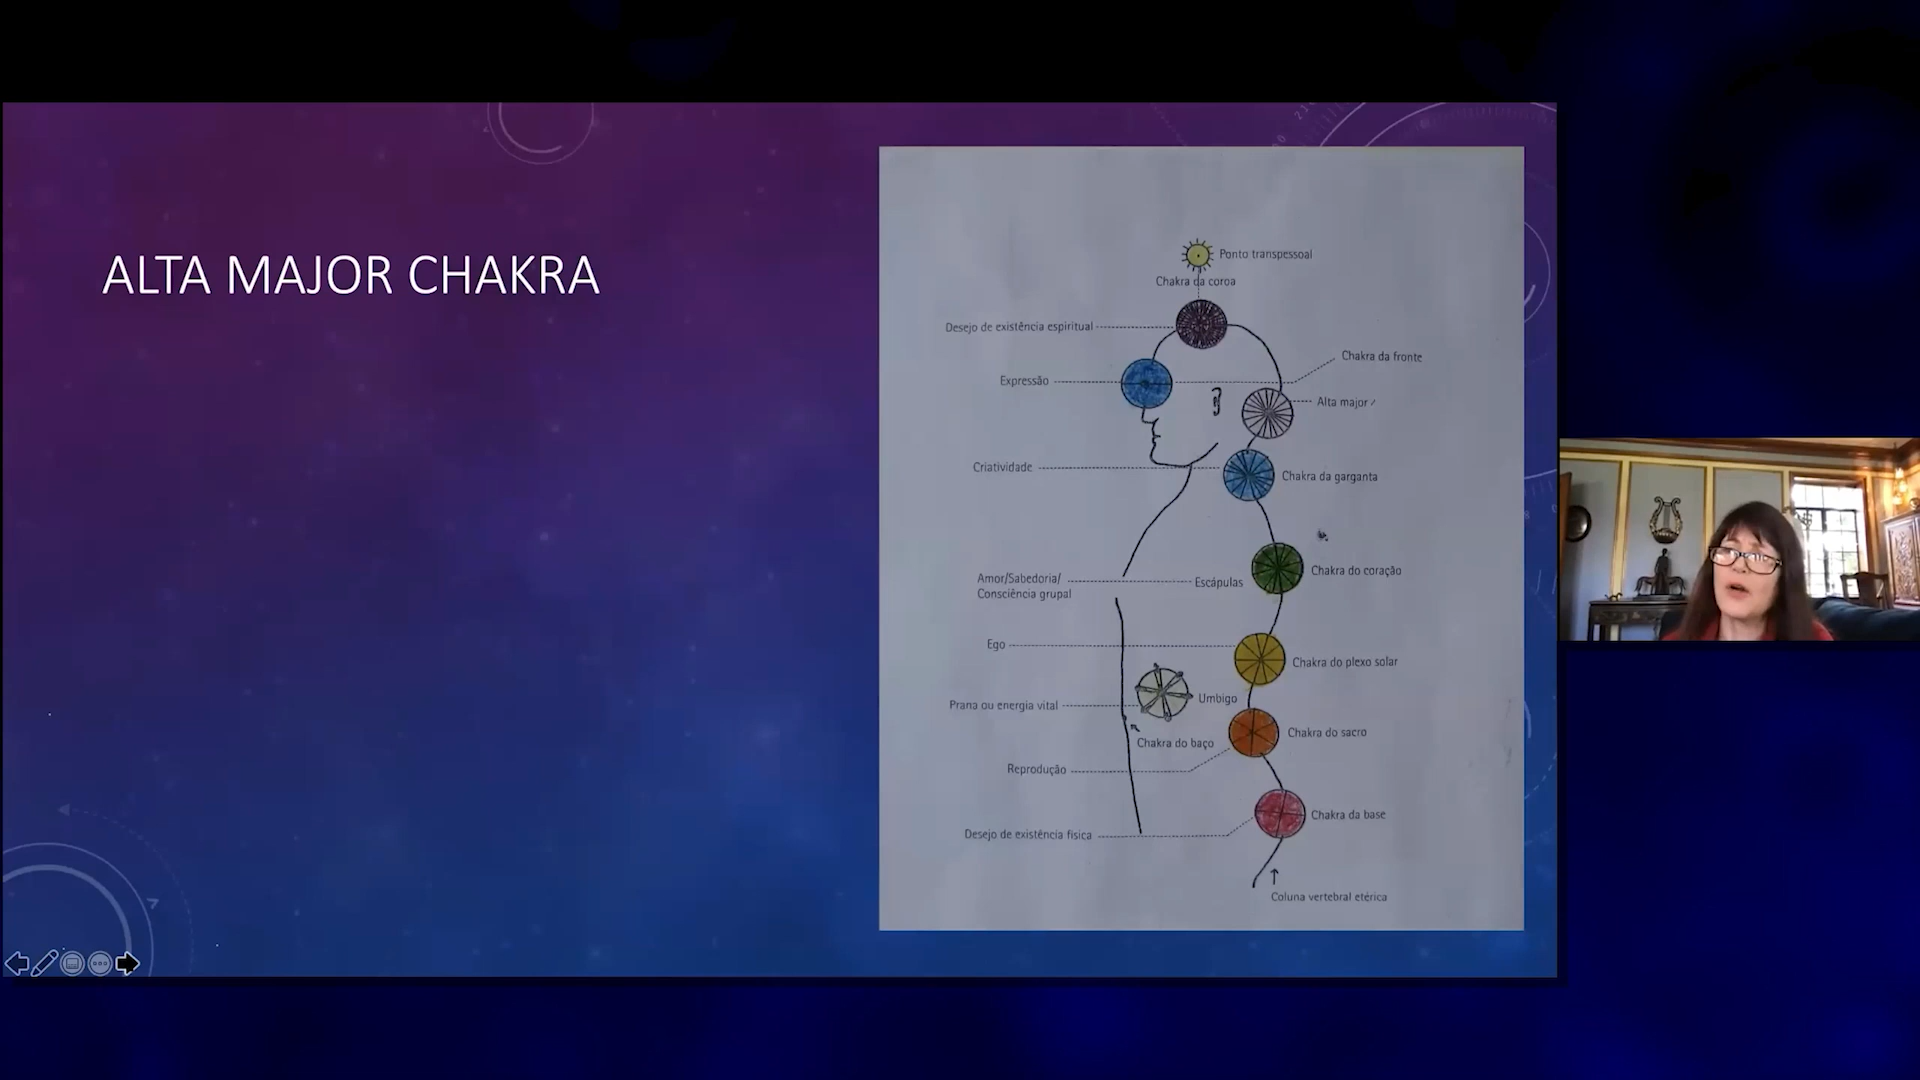 ALTA MAJOR CHAKRA
Ponto transpessoal
Chakra da coroa
Desejo de existência espiritual
Chakra da fronte
Expressão
Alta major
Criatividade
Chakra da garganta
Chakra do coração
Amor/Sabedoria/
Consciência grupal
Escápulas
Ego
Chakra do plexo solar
Umbigo
Prana ou energia vital
Chakra do sacro
Chakra do baço
Reprodução
Chakra da base
Desejo de existência física
Coluna vertebral etérica